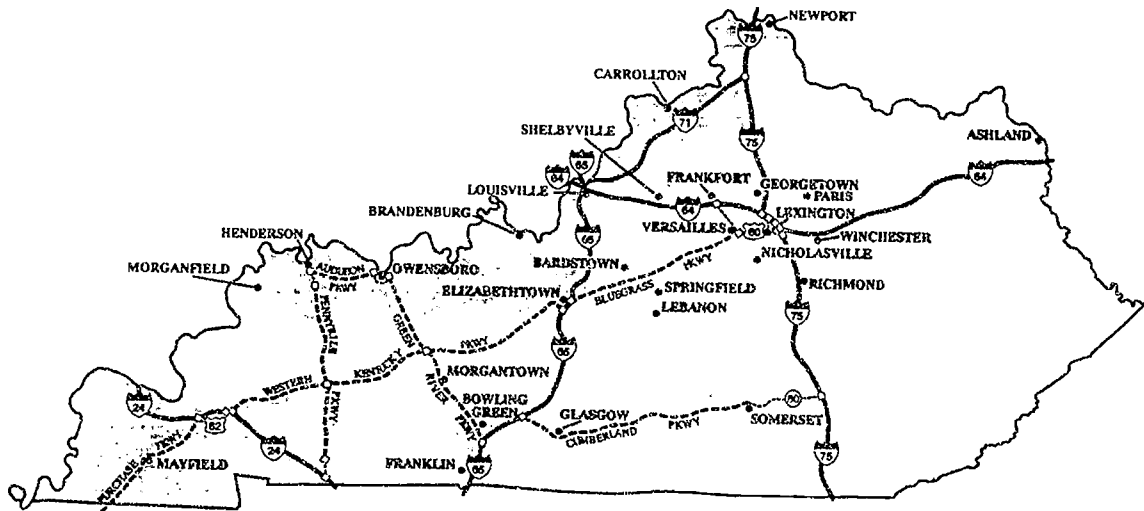 NEWPORT
75
CARROLLTON
71
SHELBYVILLE
75
ASHLAND
65
64
FRANKFORT
GEORGETOWN
64
LOUISVILLE
PARIS
64
LEXINGTON
BRANDENBURG
VERSAILLES
60
WINCHESTER
HENDERSON
65
NICHOLASVILLE
MORGANFIELD
AUDUBON PKWY
OWENSBORO
BARDSTOWN
BLUEGRASS PKWY
ELIZABETHTOWN
SPRINGFIELD
RICHMOND
LEBANON
PENNYRILE PKWY
GREEN RIVER PKWY
WESTERN KENTUCKY PKWY
65
75
MORGANTOWN
24
62
BOWLING
GREEN
GLASGOW
CUMBERLAND PKWY
80
SOMERSET
PURCHASE PKWY
MAYFIELD
24
FRANKLIN
65
75